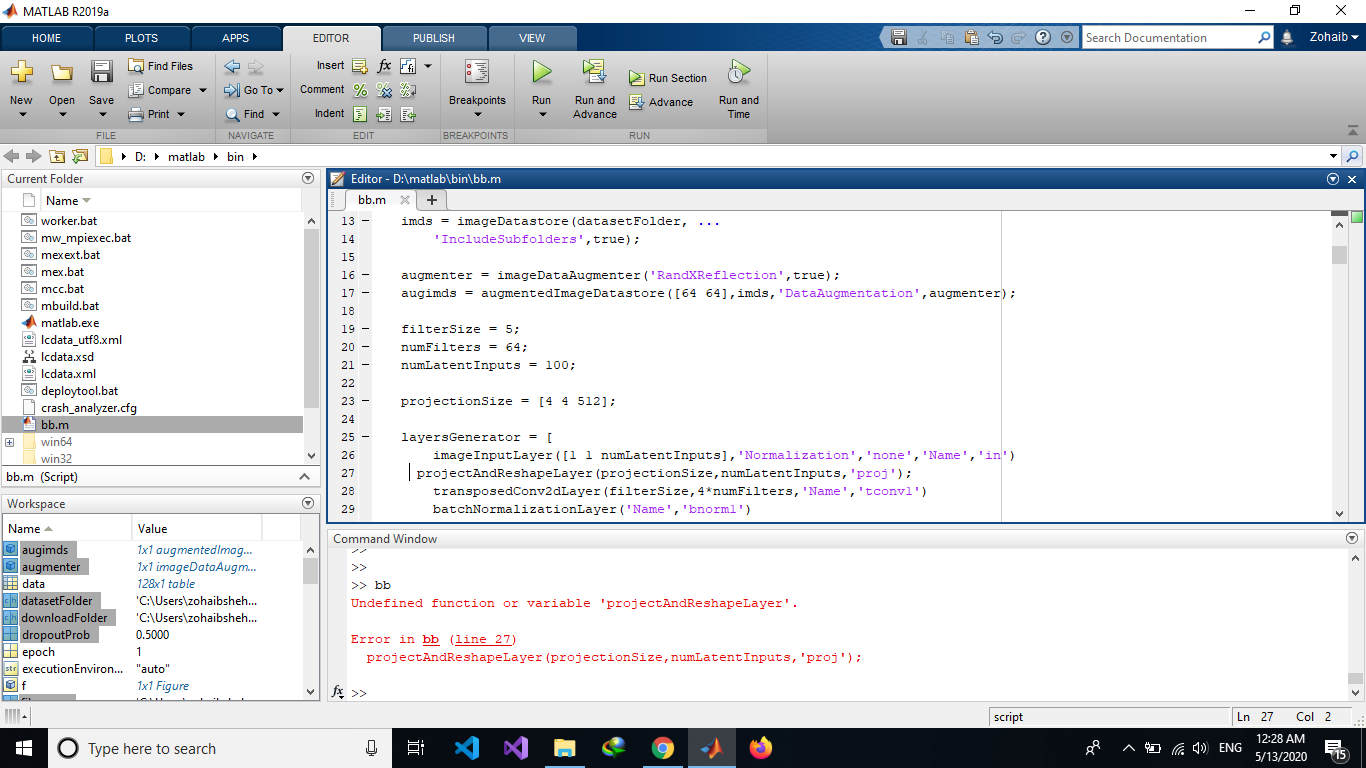 MATLAB R2019a
HOME PLOTS APPS EDITOR PUBLISH VIEW Search Documentation Zohaib
New Open Save Find Files Compare Print
Go To Find
Insert fx
Comment
Indent
Breakpoints
Run Run and Advance Run Section Advance Run and Time
FILE NAVIGATE EDIT BREAKPOINTS RUN
D: matlab bin
Current Folder
Name
worker.bat
mw_mpiexec.bat
mexext.bat
mex.bat
mcc.bat
mbuild.bat
matlab.exe
lcdata_utf8.xml
lcdata.xsd
lcdata.xml
deploytool.bat
crash_analyzer.cfg
bb.m
win64
win32
bb.m (Script)
Workspace
Name Value
augimds 1x1 augmentedImag...
augmenter 1x1 imageDataAugm...
data 128x1 table
datasetFolder 'C:\Users\zohaibsheh...
downloadFolder 'C:\Users\zohaibsheh...
dropoutProb 0.5000
epoch 1
executionEnviron... "auto"
f 1x1 Figure
Editor - D:\matlab\bin\bb.m
bb.m
13 imds = imageDatastore(datasetFolder, ...
14 'IncludeSubfolders',true);
15
16 augmenter = imageDataAugmenter('RandXReflection',true);
17 augimds = augmentedImageDatastore([64 64],imds,'DataAugmentation',augmenter);
18
19 filterSize = 5;
20 numFilters = 64;
21 numLatentInputs = 100;
22
23 projectionSize = [4 4 512];
24
25 layersGenerator = [
26 imageInputLayer([1 1 numLatentInputs],'Normalization','none','Name','in')
27 projectAndReshapeLayer(projectionSize,numLatentInputs,'proj');
28 transposedConv2dLayer(filterSize,4*numFilters,'Name','tconv1')
29 batchNormalizationLayer('Name','bnorm1')
Command Window
>>
>>
>> bb
Undefined function or variable 'projectAndReshapeLayer'.
Error in bb (line 27)
projectAndReshapeLayer(projectionSize,numLatentInputs,'proj');
fx >>
script Ln 27 Col 2
Type here to search
ENG
12:28 AM
5/13/2020
15